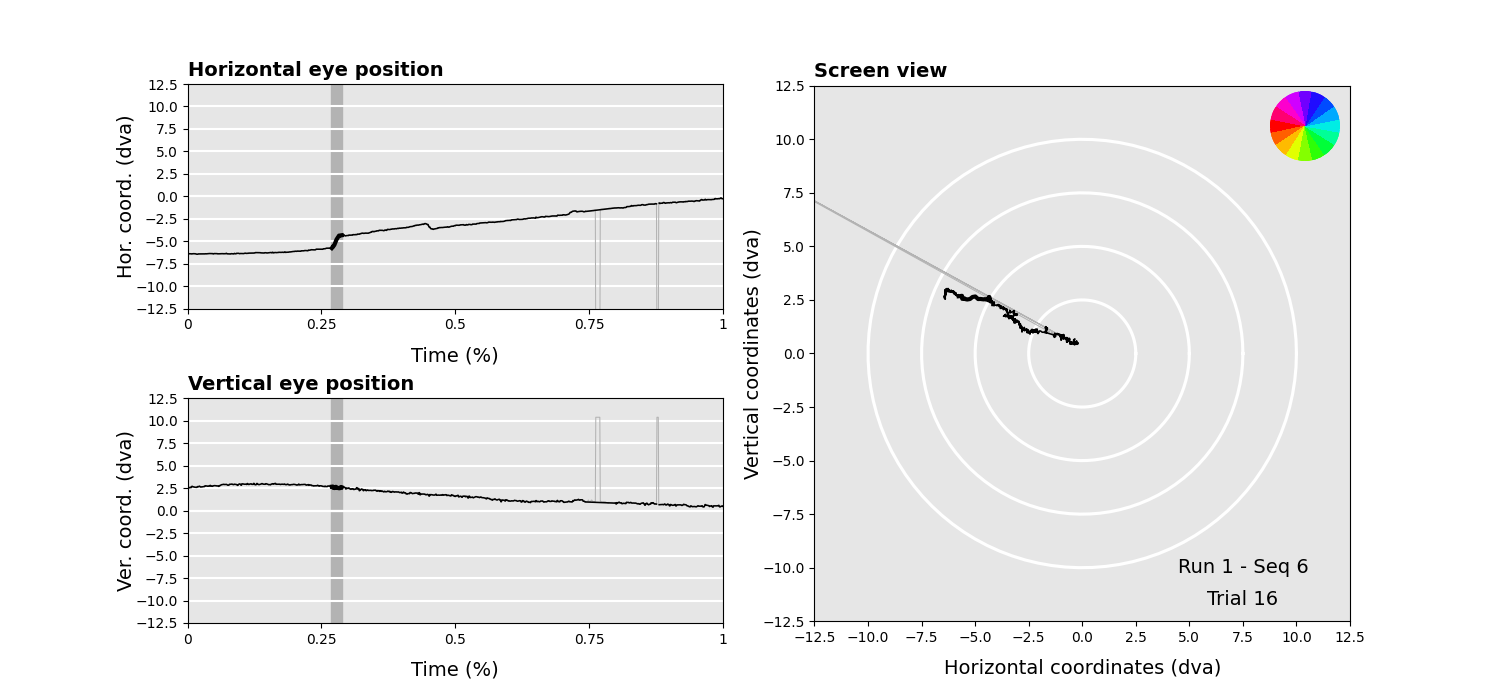 Horizontal eye position
12.5
10.0
7.5
5.0
2.5
0.0
−2.5
−5.0
−7.5
−10.0
−12.5
Hor. coord. (dva)
0 0.25 0.5 0.75 1
Time (%)
Vertical eye position
12.5
10.0
7.5
5.0
2.5
0.0
−2.5
−5.0
−7.5
−10.0
−12.5
Ver. coord. (dva)
0 0.25 0.5 0.75 1
Time (%)
Screen view
12.5
10.0
7.5
5.0
2.5
0.0
−2.5
−5.0
−7.5
−10.0
−12.5
Vertical coordinates (dva)
Run 1 - Seq 6
Trial 16
−12.5 −10.0 −7.5 −5.0 −2.5 0.0 2.5 5.0 7.5 10.0 12.5
Horizontal coordinates (dva)